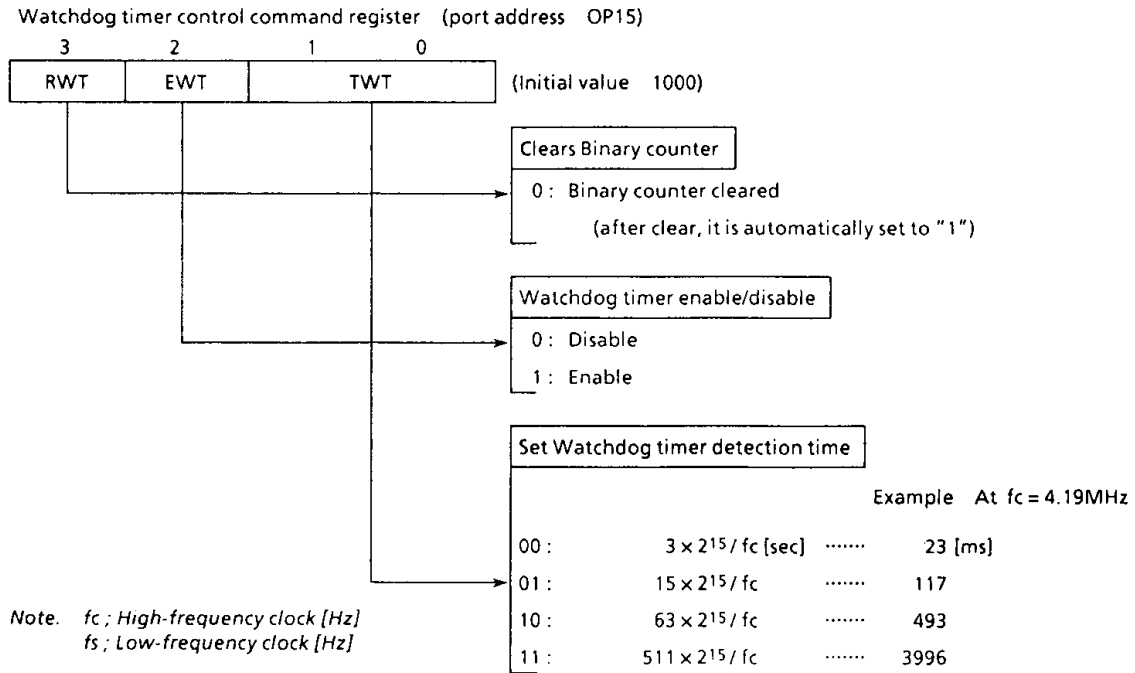 Watchdog timer control command register (port address OP15)
3 2 1 0
RWT EWT TWT (Initial value 1000)
Clears Binary counter
0 : Binary counter cleared
(after clear, it is automatically set to "1")
Watchdog timer enable/disable
0 : Disable
1 : Enable
Set Watchdog timer detection time
Example At fc = 4.19MHz
00 : 3 × 2¹⁵ / fc [sec] ······· 23 [ms]
01 : 15 × 2¹⁵ / fc ······· 117
10 : 63 × 2¹⁵ / fc ······· 493
11 : 511 × 2¹⁵ / fc ······· 3996
Note. fc ; High-frequency clock [Hz]
fs ; Low-frequency clock [Hz]